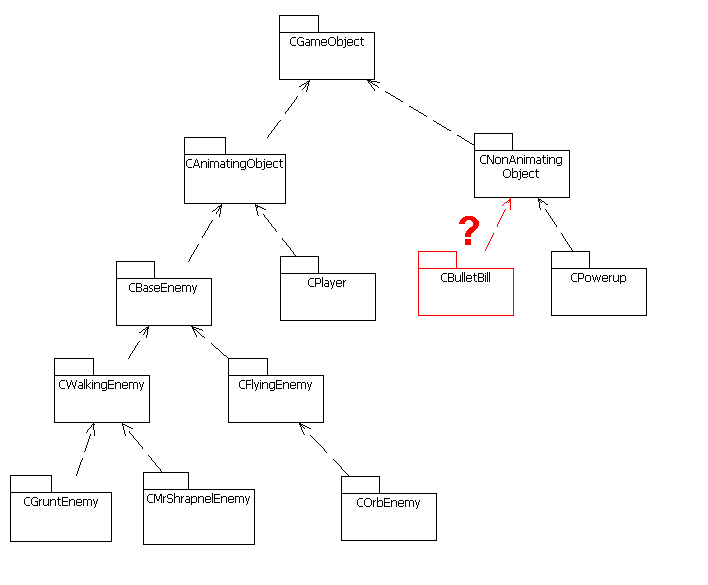 CGameObject
CAnimatingObject
CNonAnimating
Object
?
CBaseEnemy
CPlayer
CBulletBill
CPowerup
CWalkingEnemy
CFlyingEnemy
CGruntEnemy
CMrShrapnelEnemy
COrbEnemy